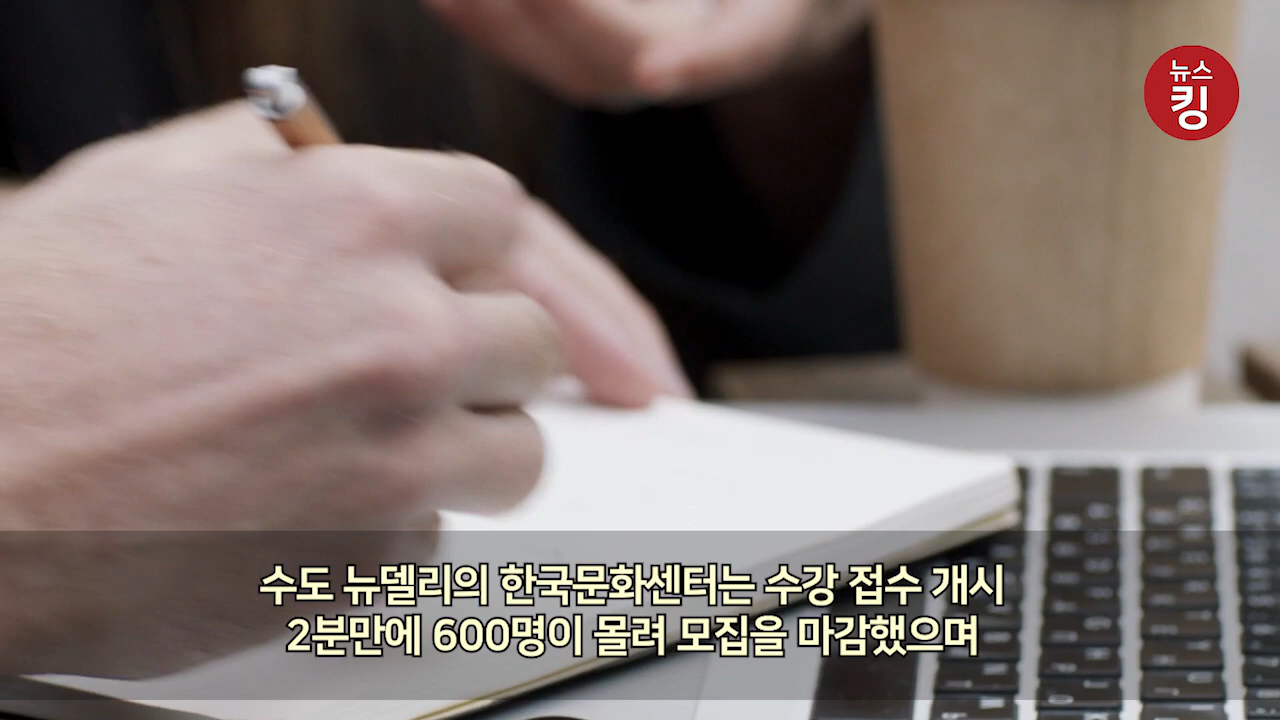 뉴스
킹
수도 뉴델리의 한국문화센터는 수강 접수 개시
2분만에 600명이 몰려 모집을 마감했으며